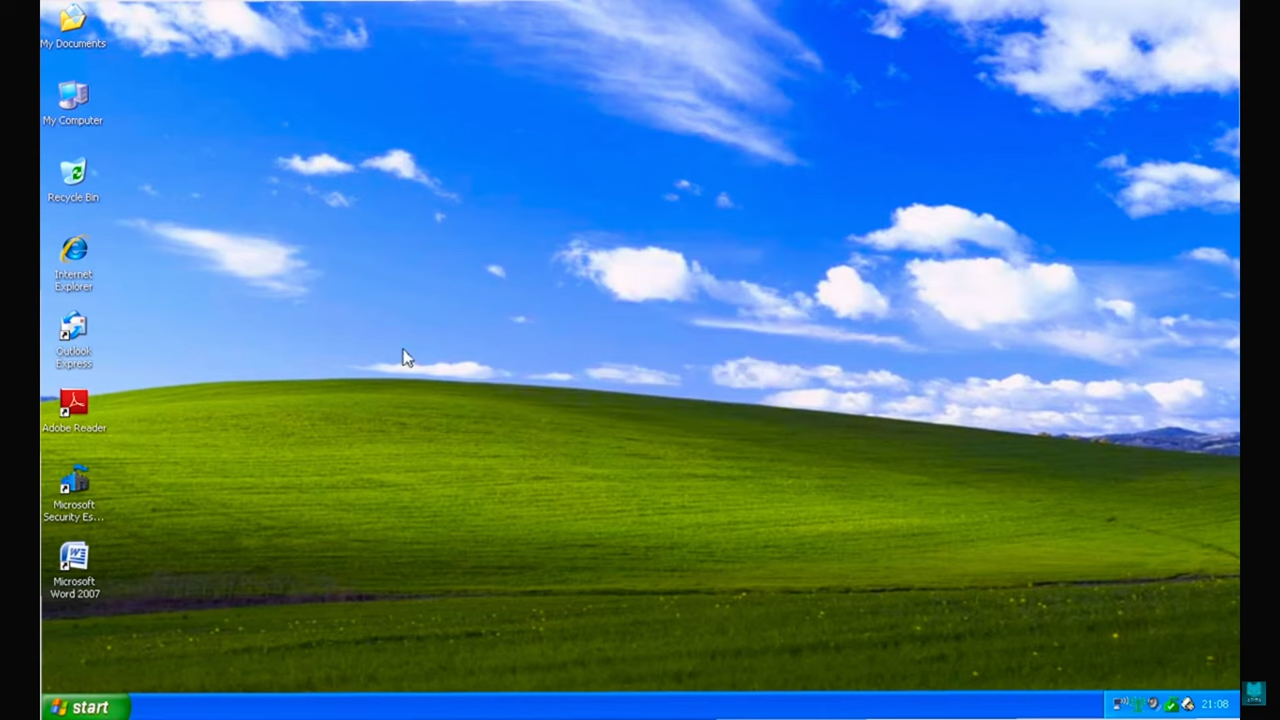 My Documents
My Computer
Recycle Bin
Internet
Explorer
Outlook
Express
Adobe Reader
Microsoft
Security Es...
Microsoft
Word 2007
start
21:08